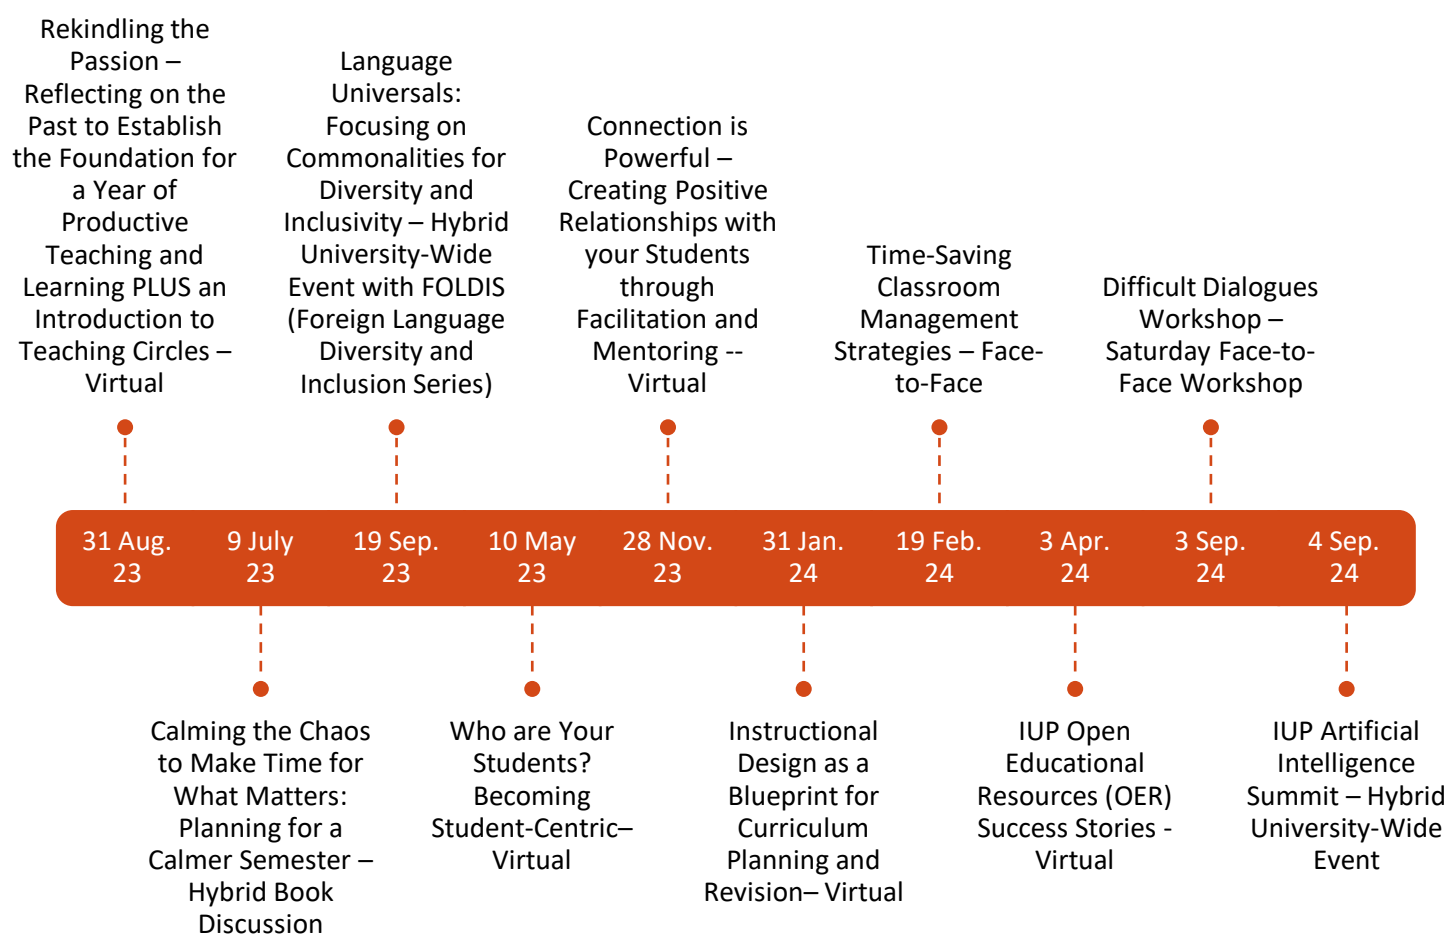 Rekindling the
Passion –
Reflecting on the
Past to Establish
the Foundation for
a Year of
Productive
Teaching and
Learning PLUS an
Introduction to
Teaching Circles –
Virtual
Language
Universals:
Focusing on
Commonalities for
Diversity and
Inclusivity – Hybrid
University-Wide
Event with FOLDIS
(Foreign Language
Diversity and
Inclusion Series)
Connection is
Powerful –
Creating Positive
Relationships with
your Students
through
Facilitation and
Mentoring --
Virtual
Time-Saving
Classroom
Management
Strategies – Face-
to-Face
Difficult Dialogues
Workshop –
Saturday Face-to-
Face Workshop
31 Aug.
23
9 July
23
19 Sep.
23
10 May
23
28 Nov.
23
31 Jan.
24
19 Feb.
24
3 Apr.
24
3 Sep.
24
4 Sep.
24
Calming the Chaos
to Make Time for
What Matters:
Planning for a
Calmer Semester –
Hybrid Book
Discussion
Who are Your
Students?
Becoming
Student-Centric–
Virtual
Instructional
Design as a
Blueprint for
Curriculum
Planning and
Revision– Virtual
IUP Open
Educational
Resources (OER)
Success Stories -
Virtual
IUP Artificial
Intelligence
Summit – Hybrid
University-Wide
Event